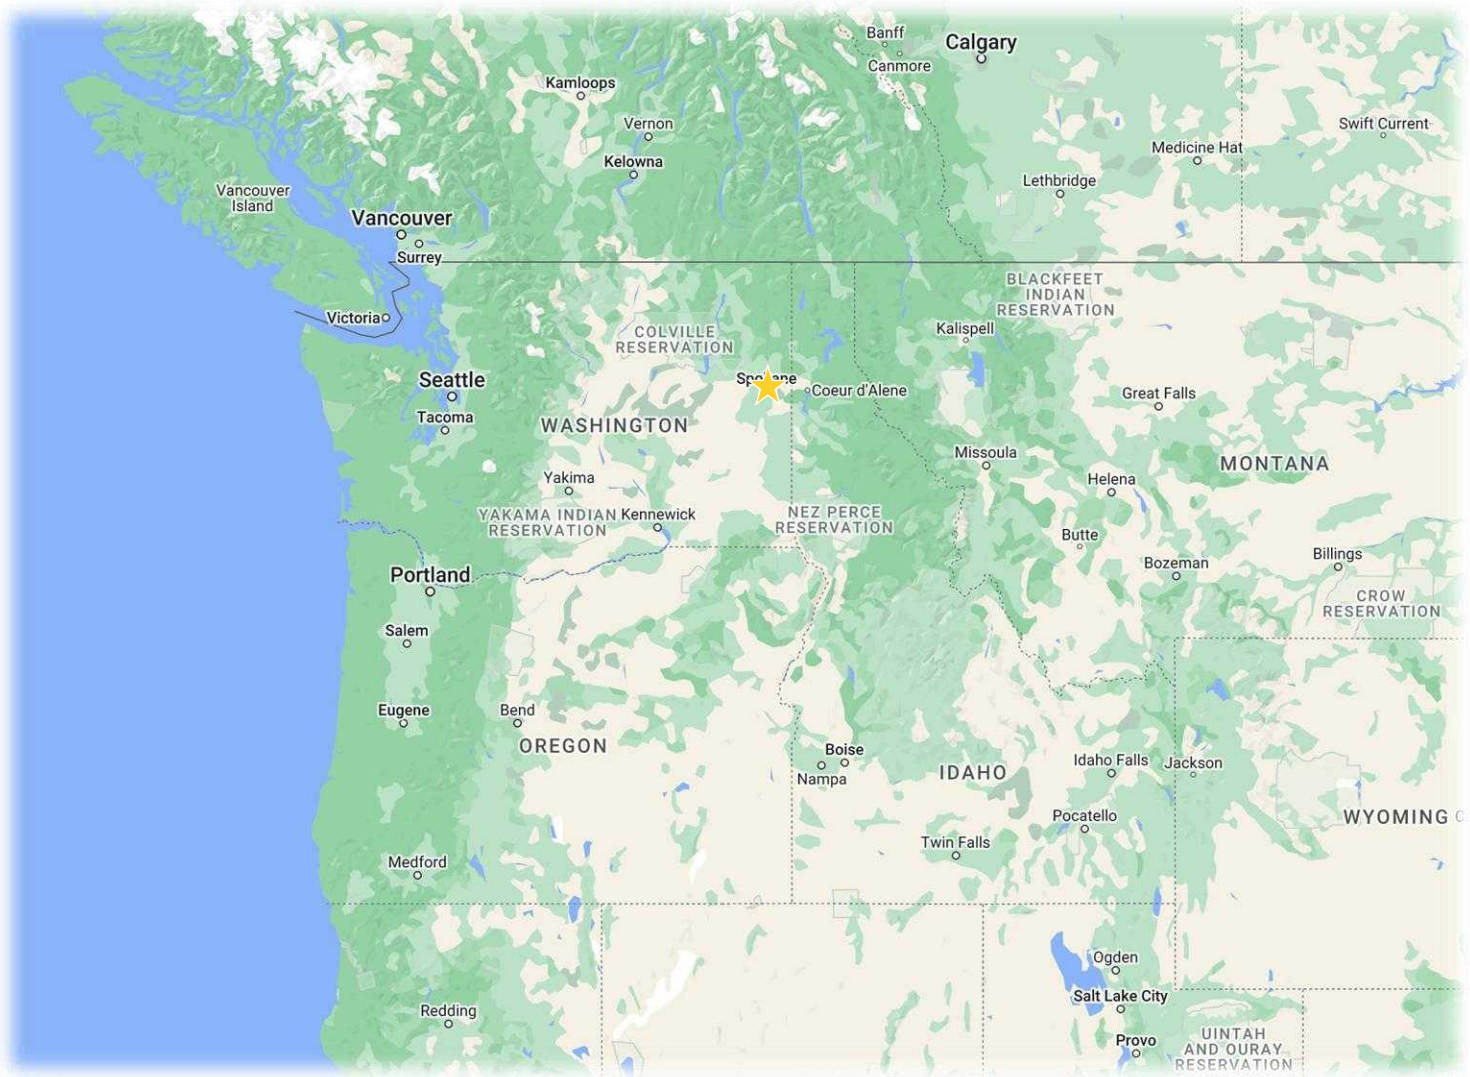 Banff
Calgary
Canmore
Kamloops
Vernon
Swift Current
Medicine Hat
Kelowna
Lethbridge
Vancouver
Island
Vancouver
Surrey
BLACKFEET
INDIAN
RESERVATION
Victoria
COLVILLE
RESERVATION
Kalispell
Seattle
Spokane
Coeur d'Alene
Great Falls
Tacoma
WASHINGTON
Missoula
MONTANA
Yakima
Helena
YAKAMA INDIAN
RESERVATION
Kennewick
NEZ PERCE
RESERVATION
Butte
Billings
Bozeman
Portland
CROW
RESERVATION
Salem
Eugene
Bend
OREGON
Boise
Nampa
IDAHO
Idaho Falls
Jackson
Pocatello
WYOMING
Twin Falls
Medford
Ogden
Salt Lake City
Redding
Provo
UINTAH
AND OURAY
RESERVATION